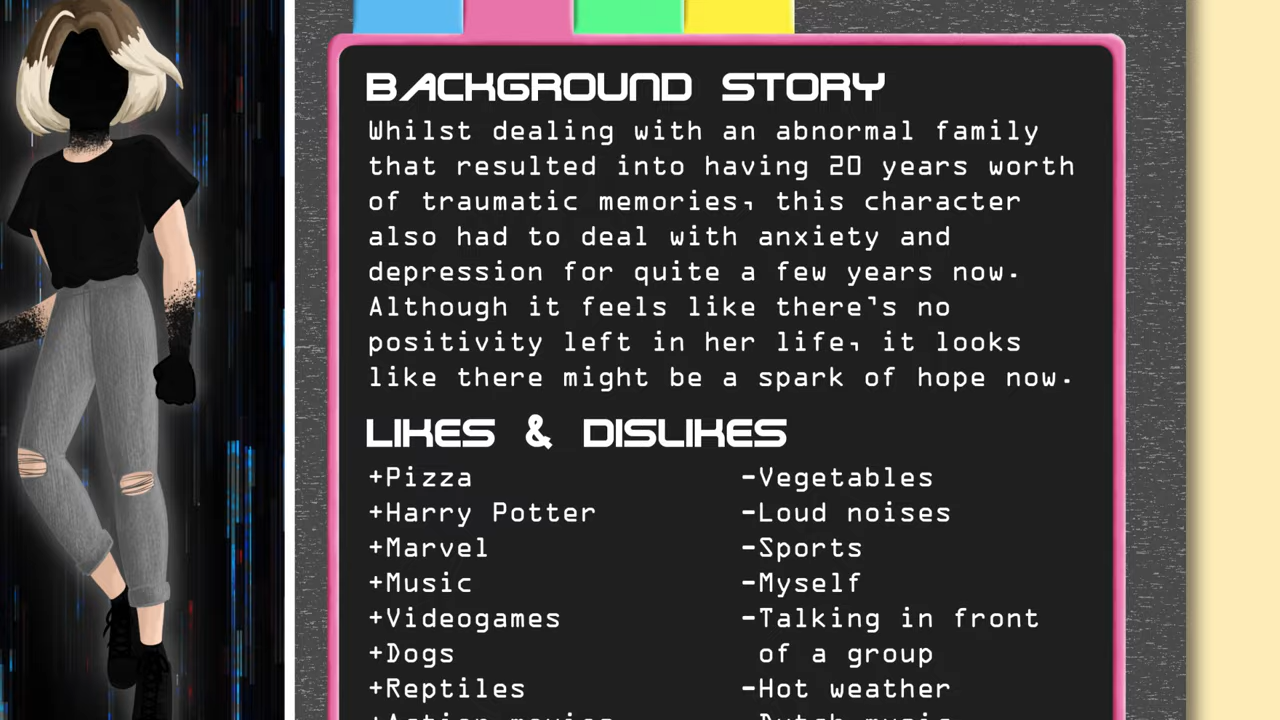 BACKGROUND STORY
Whilst dealing with an abnormal family
that resulted into having 20 years worth
of traumatic memories, this character
also had to deal with anxiety and
depression for quite a few years now.
Although it feels like there's no
positivity left in her life, it looks
like there might be a spark of hope now.
LIKES & DISLIKES
+Pizza
+Harry Potter
+Marvel
+Music
+Videogames
+Dogs
+Reptiles
+Action movies
-Vegetables
-Loud noises
-Sports
-Myself
-Talking in front
of a group
-Hot weather
-Dutch music